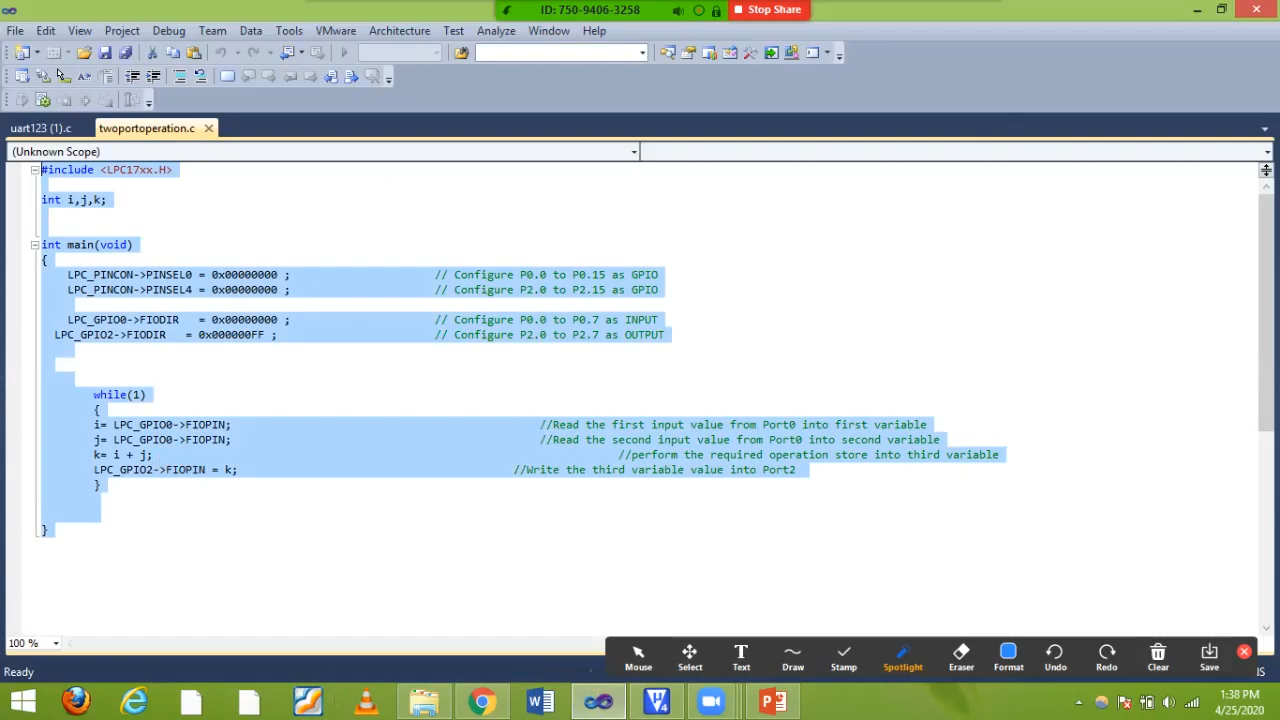 ID: 750-9406-3258 Stop Share
File Edit View Project Debug Team Data Tools VMware Architecture Test Analyze Window Help
uart123 (1).c twoportoperation.c
(Unknown Scope)
#include <LPC17xx.H>
int i,j,k;
int main(void)
{
LPC_PINCON->PINSEL0 = 0x00000000 ; // Configure P0.0 to P0.15 as GPIO
LPC_PINCON->PINSEL4 = 0x00000000 ; // Configure P2.0 to P2.15 as GPIO
LPC_GPIO0->FIODIR = 0x00000000 ; // Configure P0.0 to P0.7 as INPUT
LPC_GPIO2->FIODIR = 0x000000FF ; // Configure P2.0 to P2.7 as OUTPUT
while(1)
{
i= LPC_GPIO0->FIOPIN; //Read the first input value from Port0 into first variable
j= LPC_GPIO0->FIOPIN; //Read the second input value from Port0 into second variable
k= i + j; //perform the required operation store into third variable
LPC_GPIO2->FIOPIN = k; //Write the third variable value into Port2
}
}
100 %
Mouse Select Text Draw Stamp Spotlight Eraser Format Undo Redo Clear Save
Ready
1:38 PM
4/25/2020